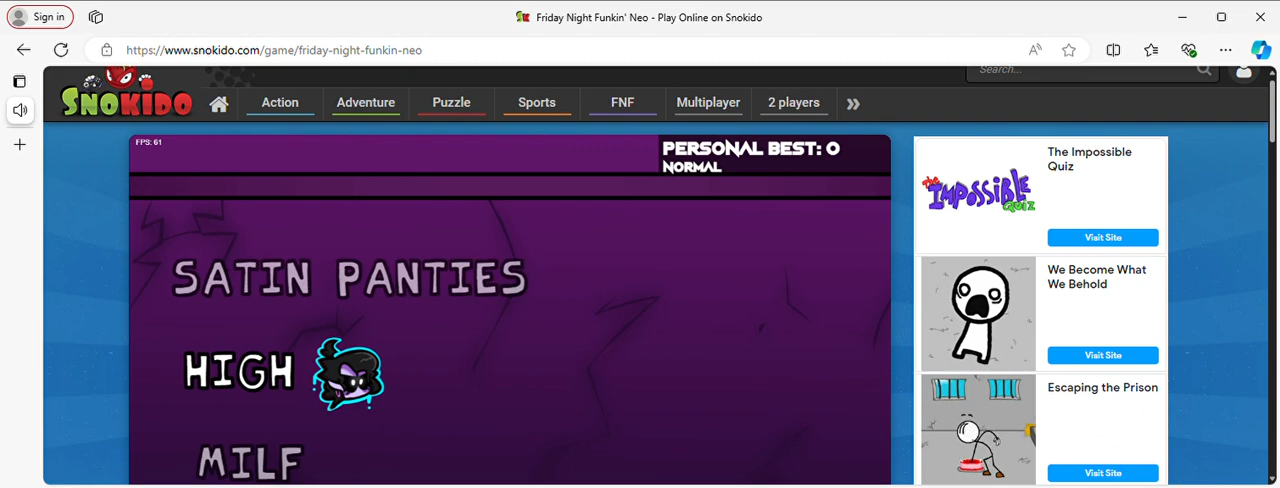 Sign in
Friday Night Funkin' Neo - Play Online on Snokido
https://www.snokido.com/game/friday-night-funkin-neo
SNOKIDO
Action
Adventure
Puzzle
Sports
FNF
Multiplayer
2 players
Search...
FPS: 61
PERSONAL BEST: 0
NORMAL
SATIN PANTIES
HIGH
MILF
THE IMPOSSIBLE QUIZ
The Impossible
Quiz
Visit Site
We Become What
We Behold
Visit Site
Escaping the Prison
Visit Site